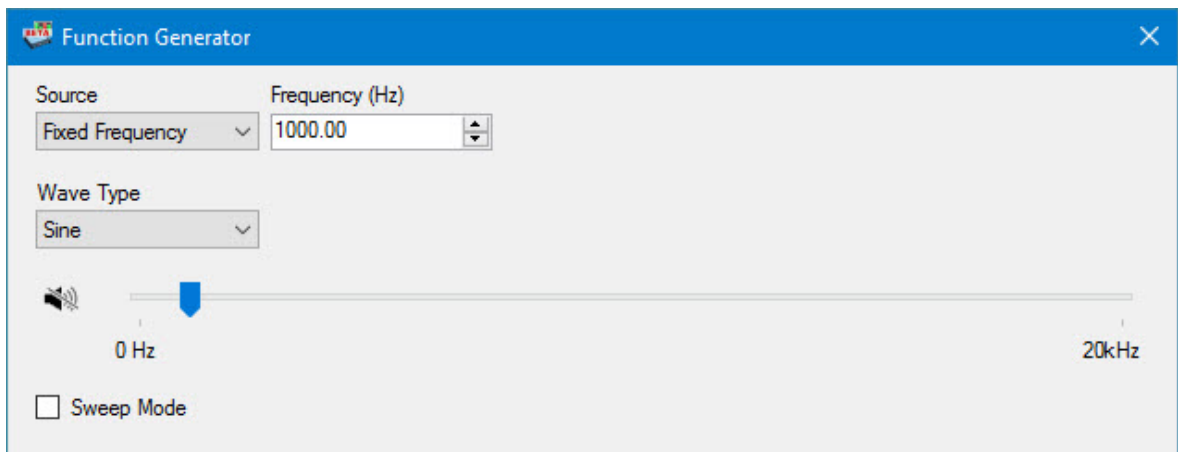 Function Generator
Source Frequency (Hz)
Fixed Frequency 1000.00
Wave Type
Sine
0 Hz 20kHz
Sweep Mode